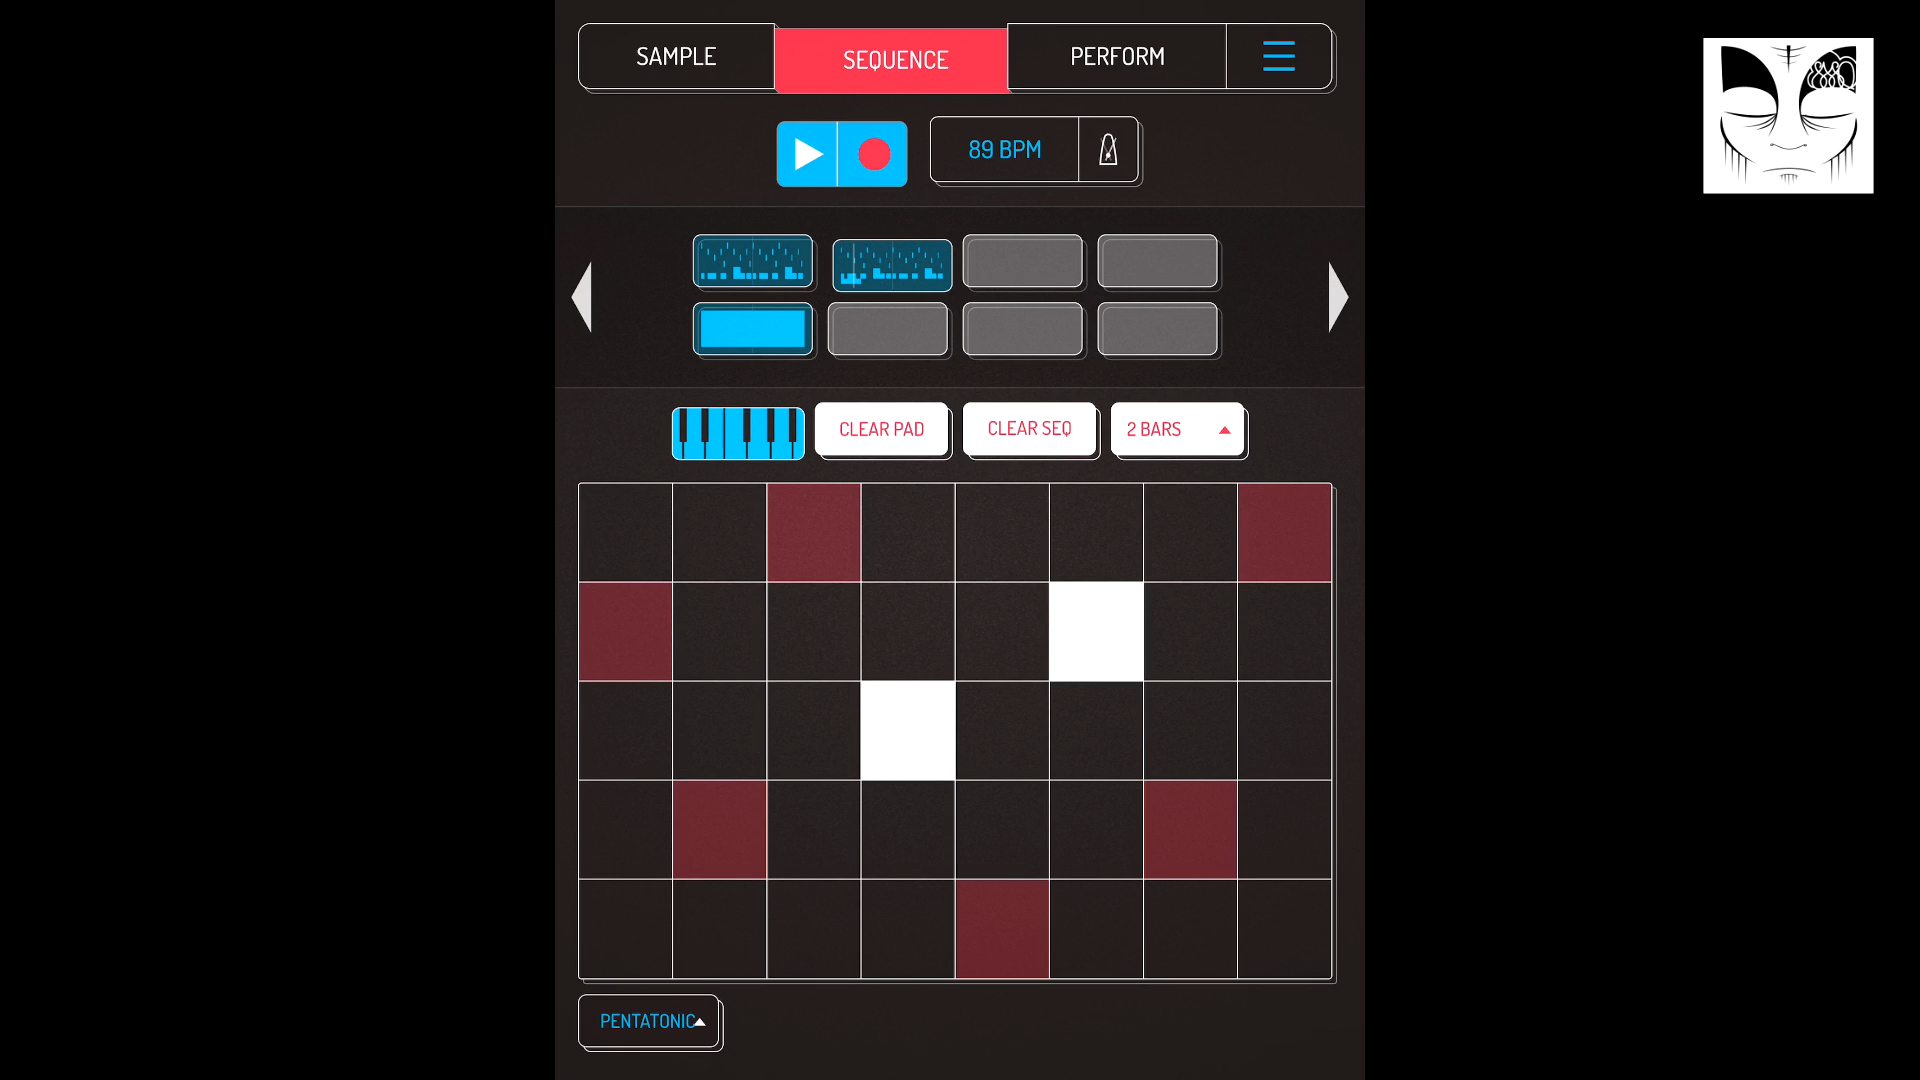 SAMPLE
SEQUENCE
PERFORM
89 BPM
CLEAR PAD
CLEAR SEQ
2 BARS
PENTATONIC